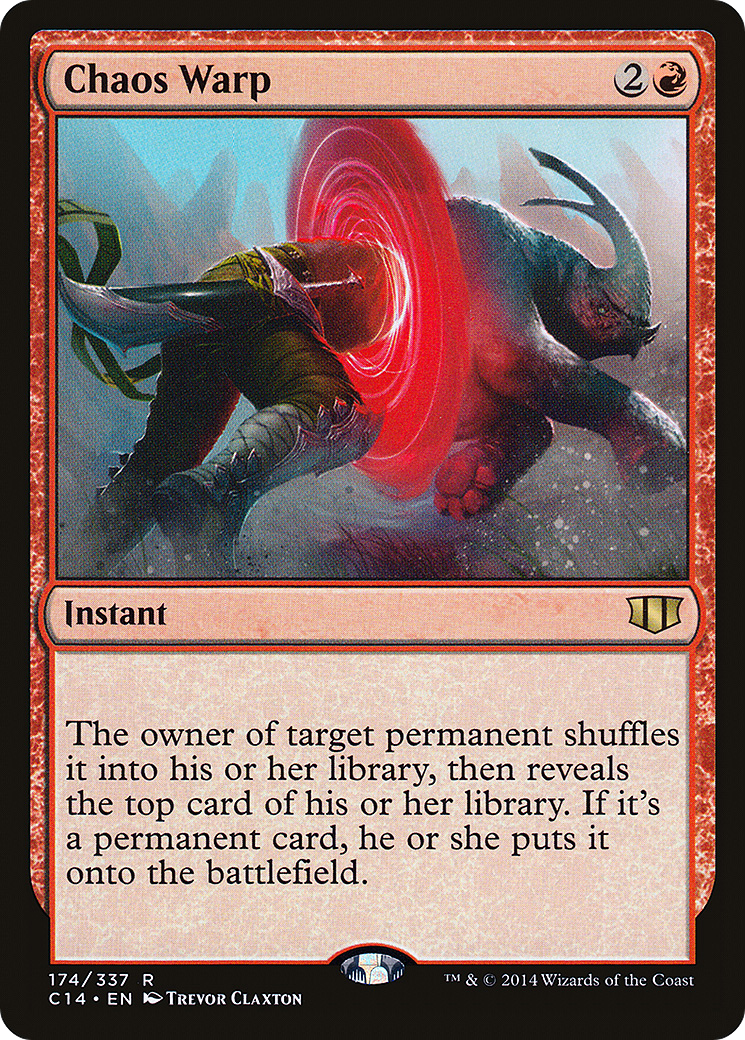 Chaos Warp 2
Instant
The owner of target permanent shuffles
it into his or her library, then reveals
the top card of his or her library. If it's
a permanent card, he or she puts it
onto the battlefield.
174/337 R
™ & © 2014 Wizards of the Coast
C14 • EN Trevor Claxton